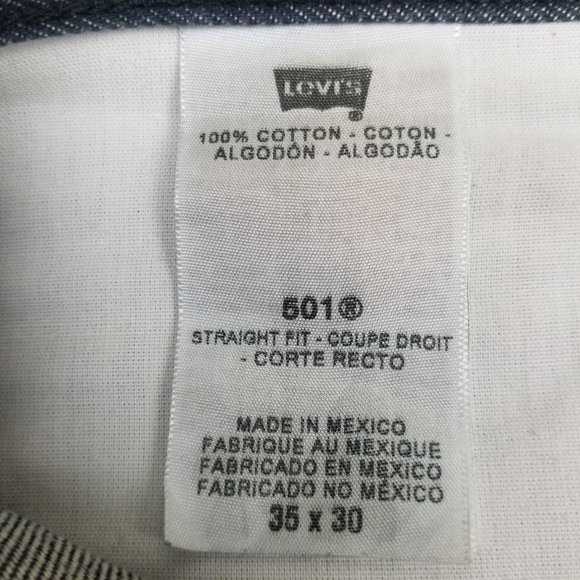 LEVI'S
®
100% COTTON - COTON -
ALGODÓN - ALGODÃO
501®
STRAIGHT FIT - COUPE DROIT
- CORTE RECTO
MADE IN MEXICO
FABRIQUE AU MEXIQUE
FABRICADO EN MEXICO
FABRICADO NO MÉXICO
35 x 30